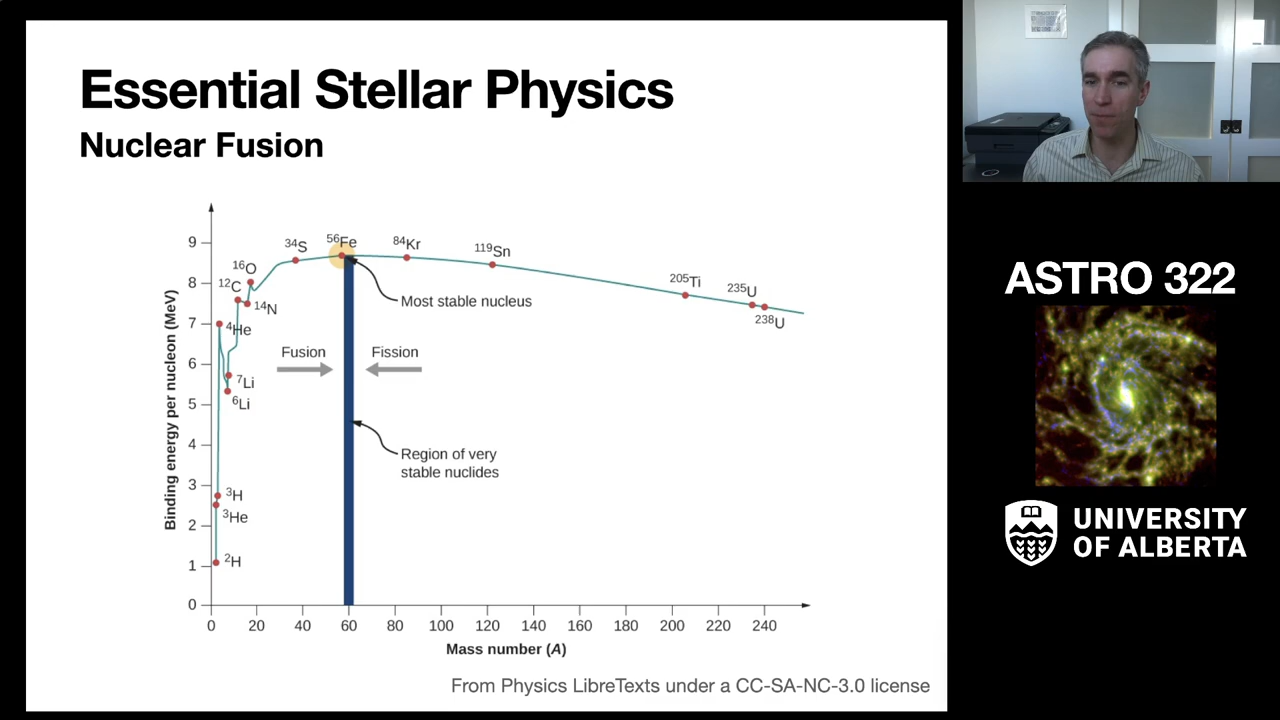 Essential Stellar Physics
Nuclear Fusion
Binding energy per nucleon (MeV)
9
8
7
6
5
4
3
2
1
0
³⁴S
⁵⁶Fe
⁸⁴Kr
¹¹⁹Sn
¹⁶O
¹²C
¹⁴N
²⁰⁵Ti
²³⁵U
²³⁸U
Most stable nucleus
⁴He
Fusion
Fission
⁷Li
⁶Li
Region of very
stable nuclides
³H
³He
²H
0 20 40 60 80 100 120 140 160 180 200 220 240
Mass number (A)
From Physics LibreTexts under a CC-SA-NC-3.0 license
ASTRO 322
UNIVERSITY
OF ALBERTA